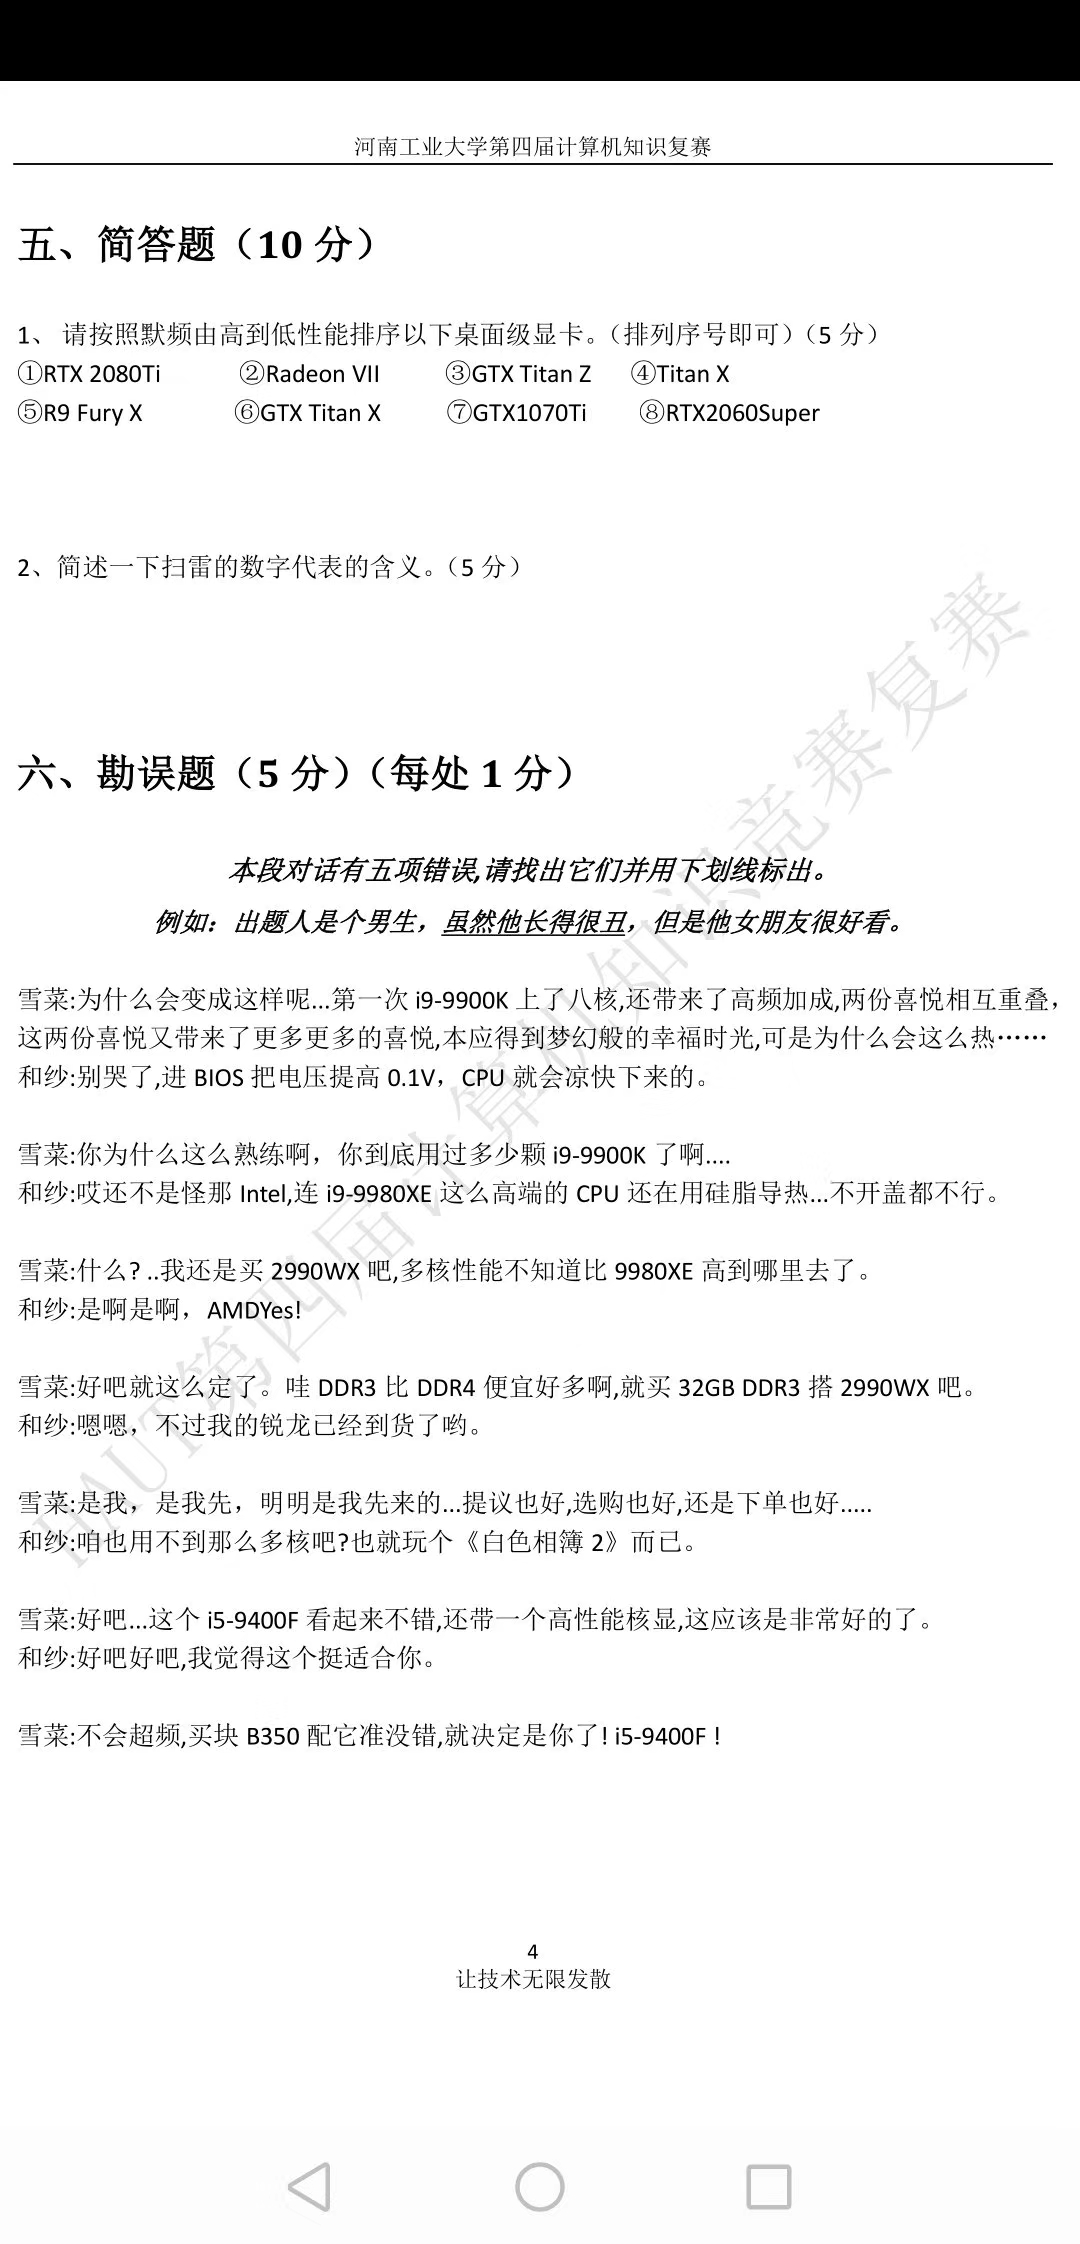 河南工业大学第四届计算机知识复赛
五、简答题（10 分）
1、 请按照默频由高到低性能排序以下桌面级显卡。（排列序号即可）（5 分）
①RTX 2080Ti ②Radeon VII ③GTX Titan Z ④Titan X
⑤R9 Fury X ⑥GTX Titan X ⑦GTX1070Ti ⑧RTX2060Super
2、简述一下扫雷的数字代表的含义。（5 分）
六、勘误题（5 分）（每处 1 分）
本段对话有五项错误,请找出它们并用下划线标出。
例如：出题人是个男生，虽然他长得很丑，但是他女朋友很好看。
雪菜:为什么会变成这样呢...第一次 i9-9900K 上了八核,还带来了高频加成,两份喜悦相互重叠，
这两份喜悦又带来了更多更多的喜悦,本应得到梦幻般的幸福时光,可是为什么会这么热……
和纱:别哭了,进 BIOS 把电压提高 0.1V，CPU 就会凉快下来的。
雪菜:你为什么这么熟练啊，你到底用过多少颗 i9-9900K 了啊....
和纱:哎还不是怪那 Intel,连 i9-9980XE 这么高端的 CPU 还在用硅脂导热...不开盖都不行。
雪菜:什么? ..我还是买 2990WX 吧,多核性能不知道比 9980XE 高到哪里去了。
和纱:是啊是啊，AMDYes!
雪菜:好吧就这么定了。哇 DDR3 比 DDR4 便宜好多啊,就买 32GB DDR3 搭 2990WX 吧。
和纱:嗯嗯，不过我的锐龙已经到货了哟。
雪菜:是我，是我先，明明是我先来的...提议也好,选购也好,还是下单也好.....
和纱:咱也用不到那么多核吧?也就玩个《白色相簿 2》而已。
雪菜:好吧...这个 i5-9400F 看起来不错,还带一个高性能核显,这应该是非常好的了。
和纱:好吧好吧,我觉得这个挺适合你。
雪菜:不会超频,买块 B350 配它准没错,就决定是你了! i5-9400F !
HAUT第四届计算机知识竞赛复赛
4
让技术无限发散